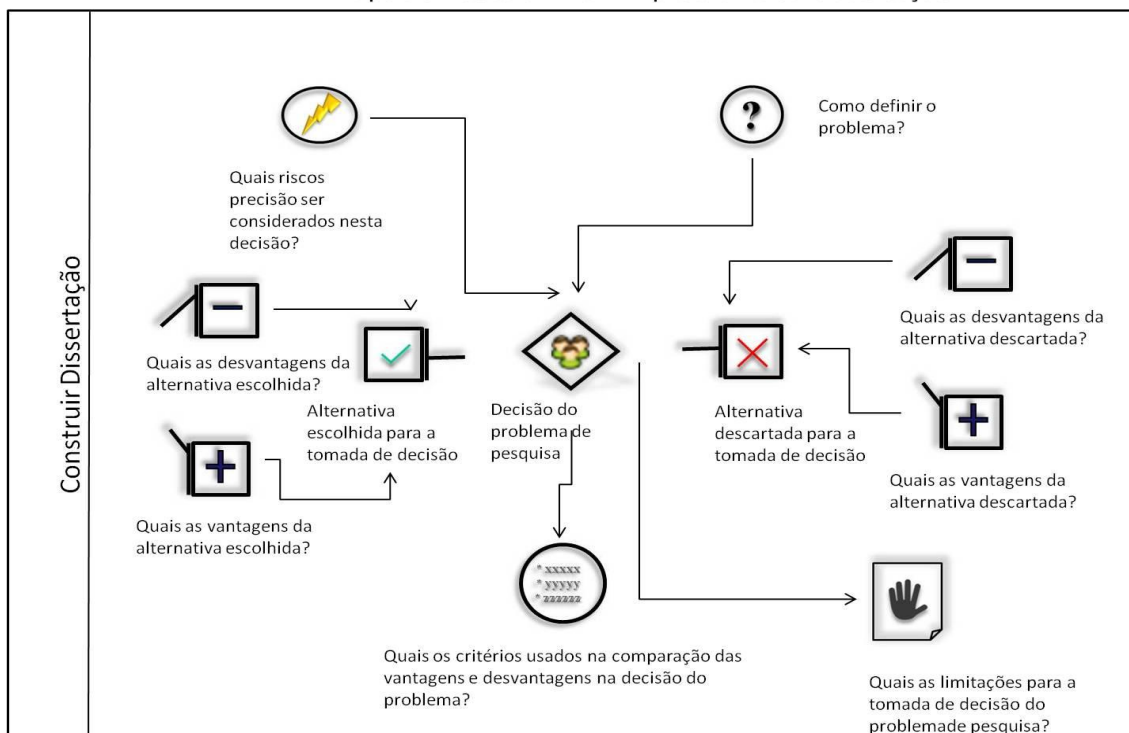 Construir Dissertação
?
Como definir o
problema?
Quais riscos
precisão ser
considerados nesta
decisão?
Quais as desvantagens da
alternativa escolhida?
Quais as desvantagens da
alternativa descartada?
Alternativa
escolhida para a
tomada de decisão
Decisão do
problema de
pesquisa
Alternativa
descartada para a
tomada de decisão
Quais as vantagens da
alternativa escolhida?
Quais as vantagens da
alternativa descartada?
* xxxxx
* yyyyy
* zzzzzz
Quais os critérios usados na comparação das
vantagens e desvantagens na decisão do
problema?
Quais as limitações para a
tomada de decisão do
problemade pesquisa?